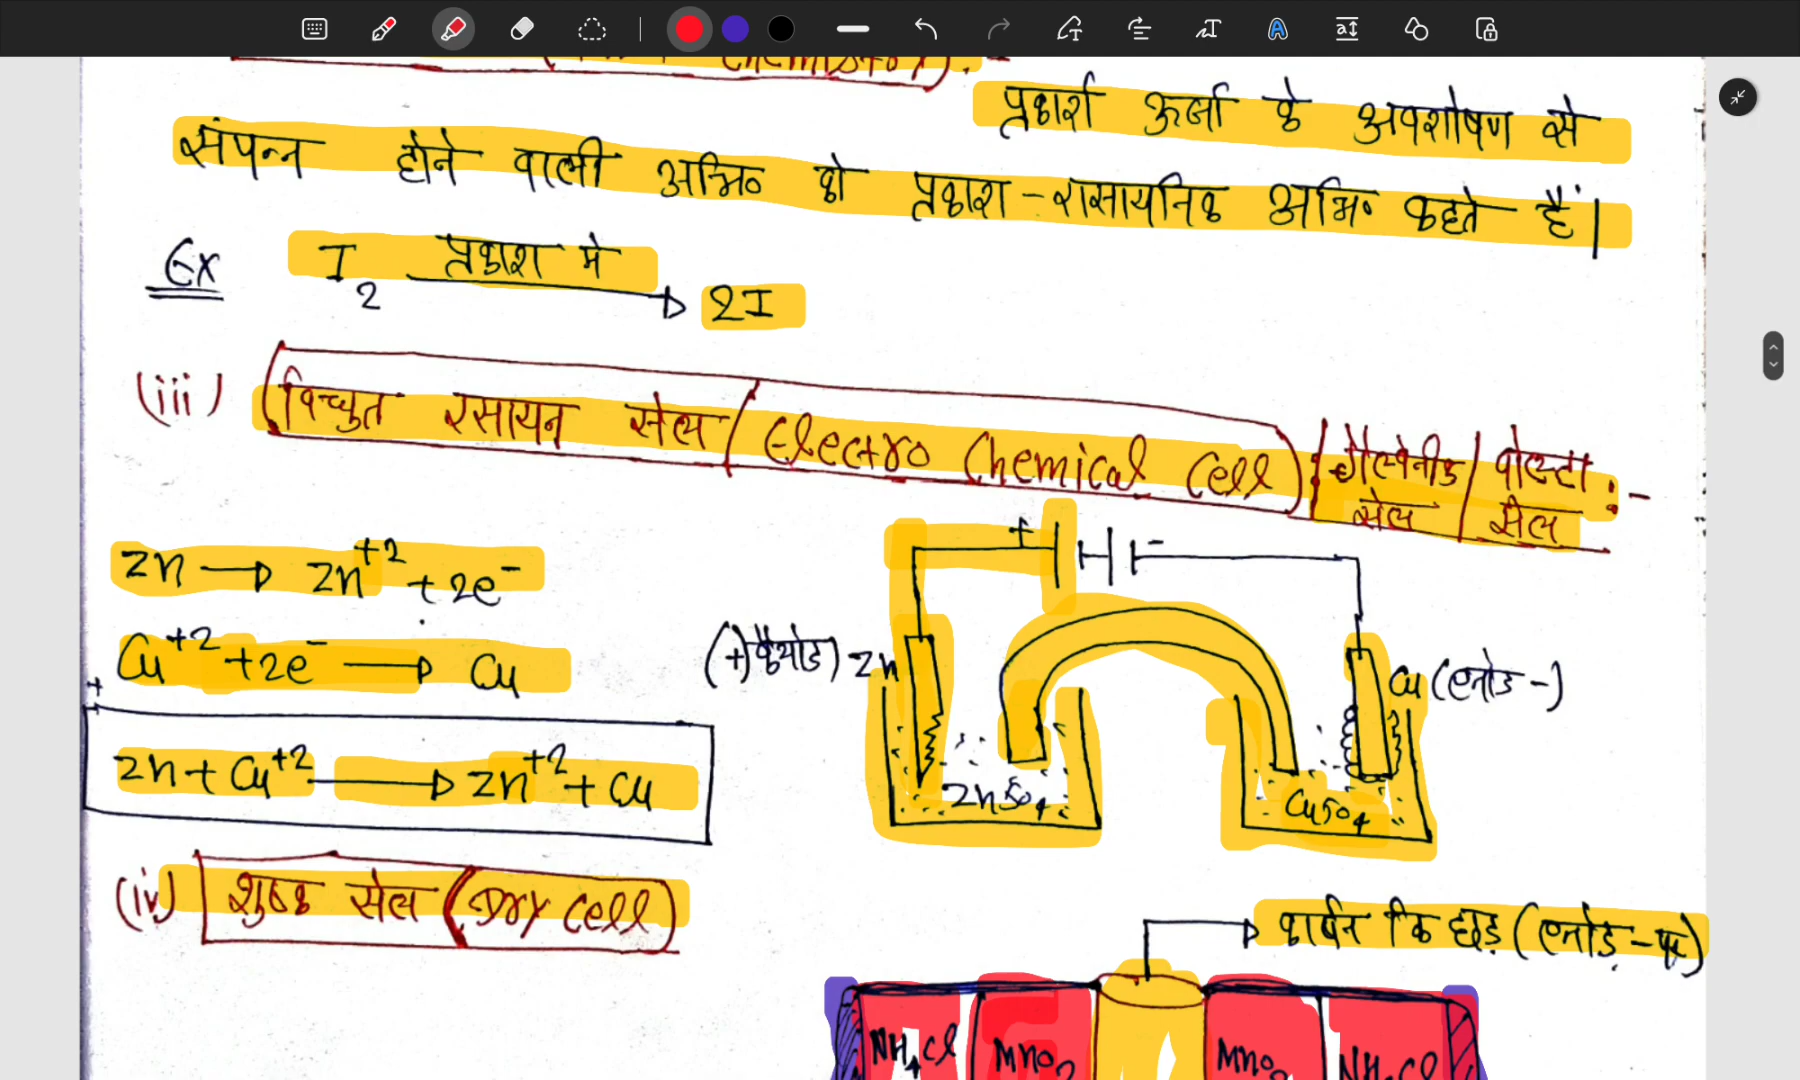 Chemistry) :-
प्रकाश ऊर्जा के अवशोषण से
संपन्न होने वाली अभि० को प्रकाश-रासायनिक अभि० कहते हैं।
Ex I2 प्रकाश में → 2I
(iii) विद्युत रसायन सेल / Electro Chemical Cell) / गैल्वेनीक सेल / वोल्टा सेल :-
Zn → Zn+2 + 2e-
Cu+2 + 2e- → Cu
+
Zn + Cu+2 → Zn+2 + Cu
+ -
(+) कैथोड) Zn
Cu (एनोड -)
ZnSO4
CuSO4
(iv) शुष्क सेल (Dry Cell)
कार्बन कि छड़ (एनोड -
NH4Cl MnO2 MnO2 NH4Cl